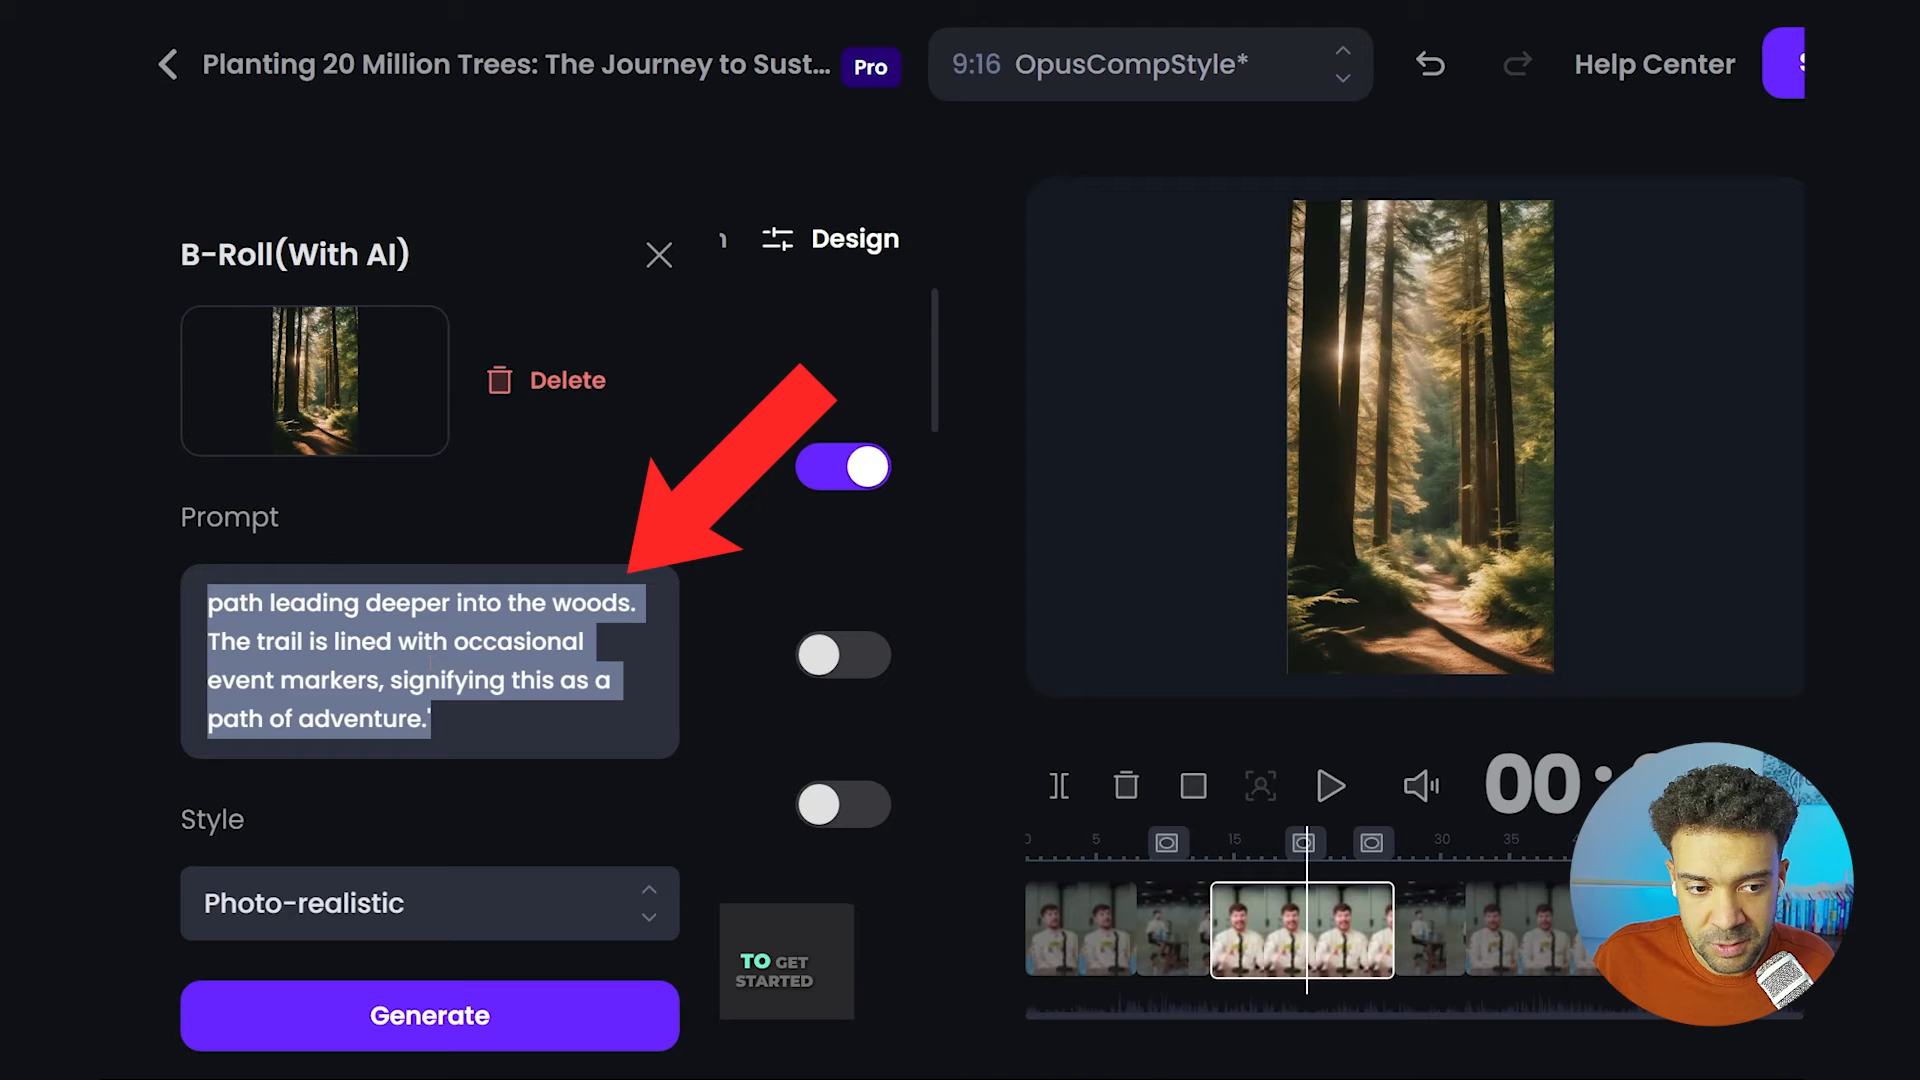 Planting 20 Million Trees: The Journey to Sust...
Pro
9:16 OpusCompStyle*
Help Center
B-Roll(With AI)
Design
Delete
Prompt
path leading deeper into the woods.
The trail is lined with occasional
event markers, signifying this as a
path of adventure.'
Style
Photo-realistic
TO GET
STARTED
Generate
00
5
15
30
35